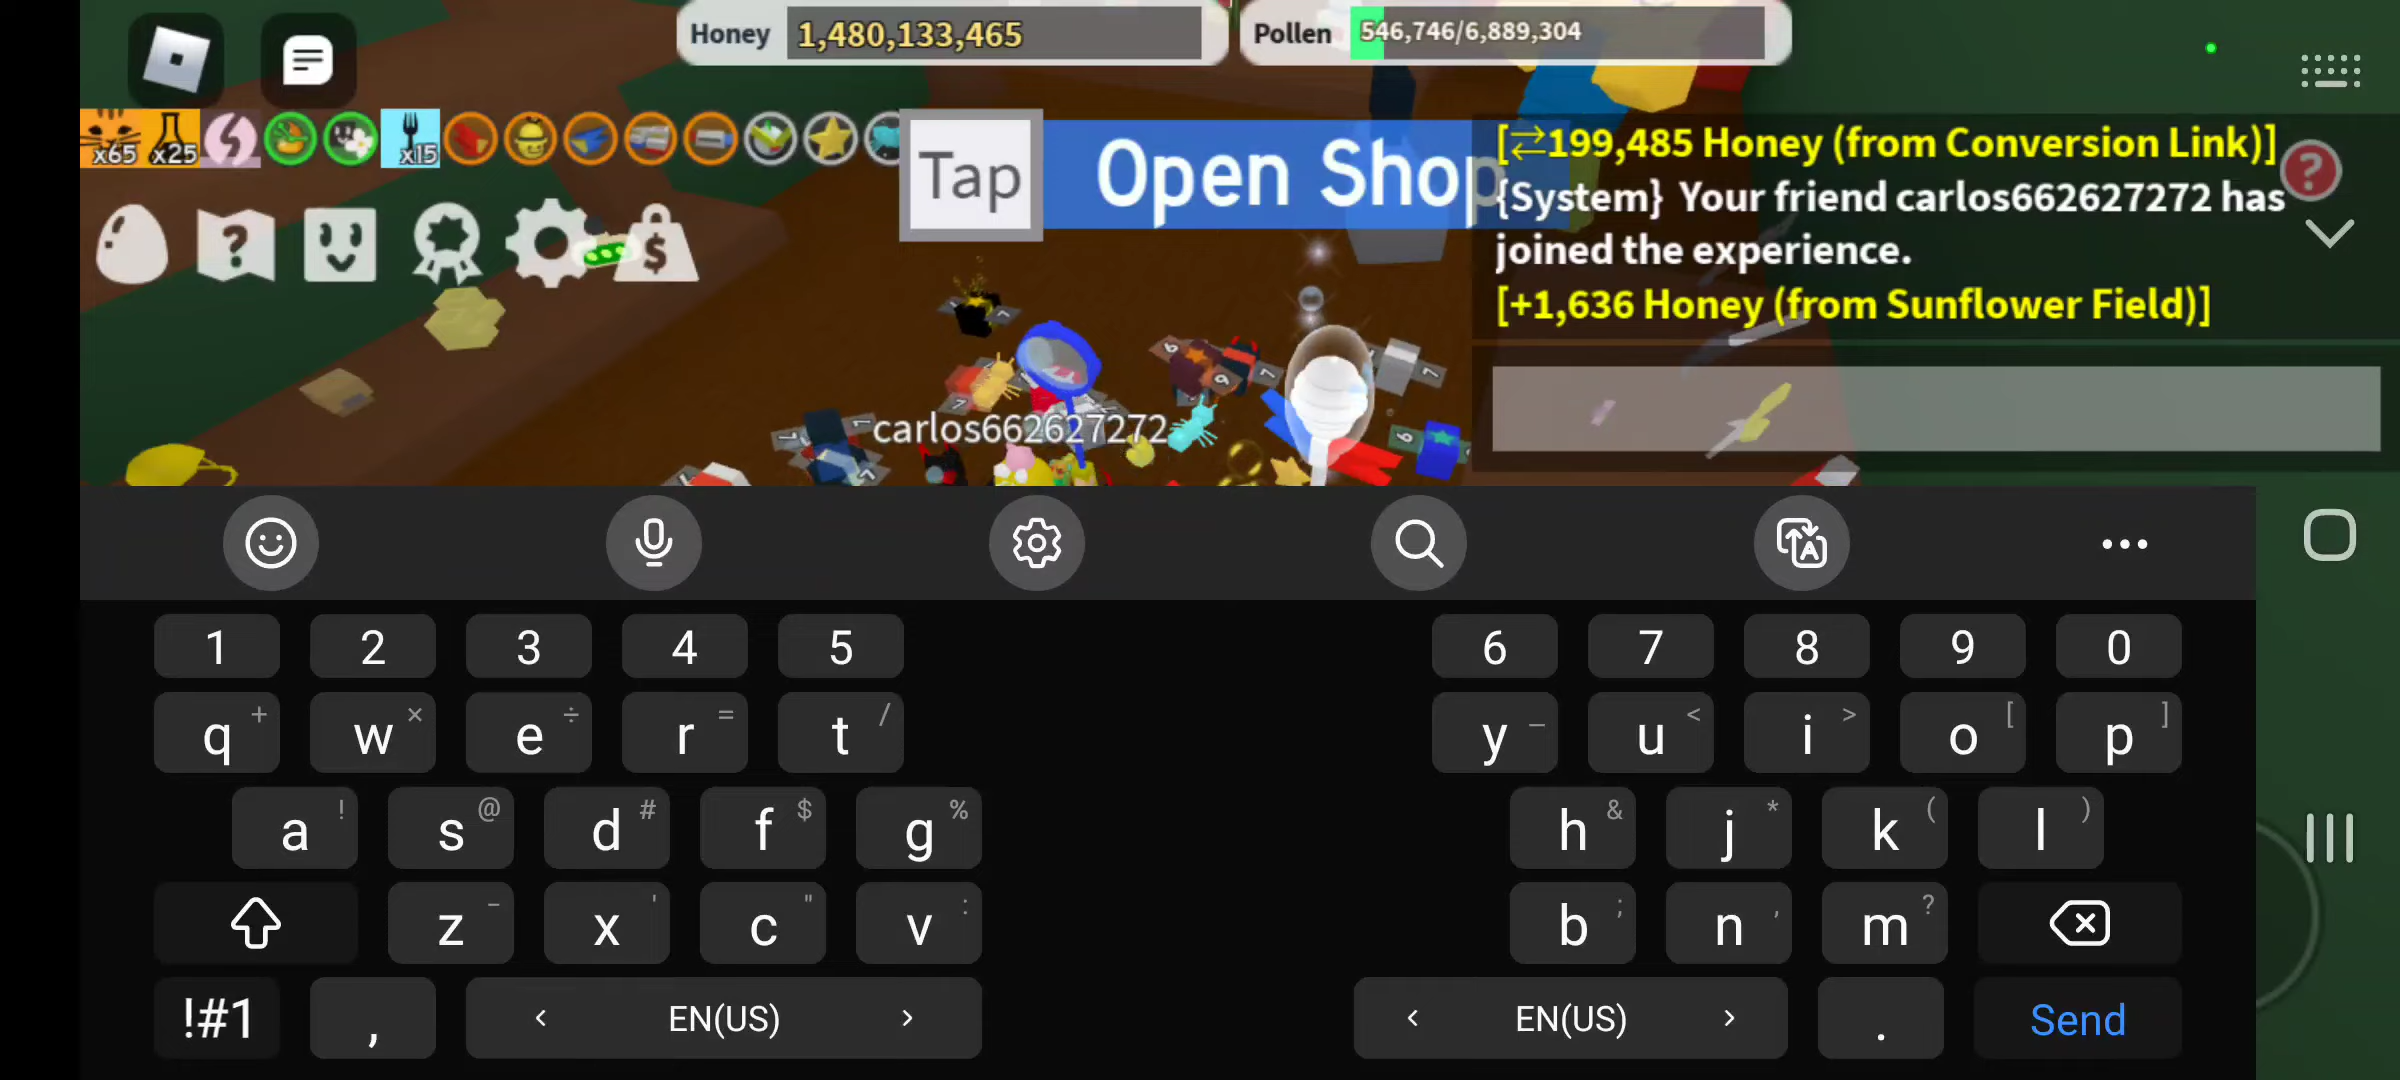 Honey 1,480,133,465
Pollen 546,746/6,889,304
x65 x25 x15
Tap Open Shop
[⇄199,485 Honey (from Conversion Link)]
{System} Your friend carlos662627272 has
joined the experience.
[+1,636 Honey (from Sunflower Field)]
?
? $
carlos662627272
1 2 3 4 5 6 7 8 9 0
q + w × e ÷ r = t / y _ u < i > o [ p ]
a ! s @ d # f $ g % h & j * k ( l )
z - x ' c " v : b ; n , m ?
!#1 , < EN(US) > < EN(US) > . Send